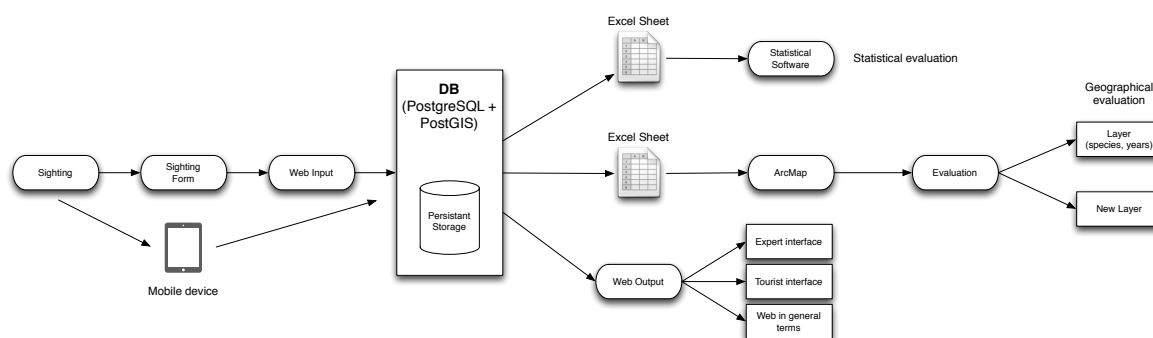 Excel Sheet
Statistical
Software
Statistical evaluation
DB
(PostgreSQL +
PostGIS)
Geographical
evaluation
Layer
(species, years)
Excel Sheet
Sighting
Sighting
Form
Web Input
ArcMap
Evaluation
New Layer
Persistant
Storage
Mobile device
Expert interface
Web Output
Tourist interface
Web in general
terms